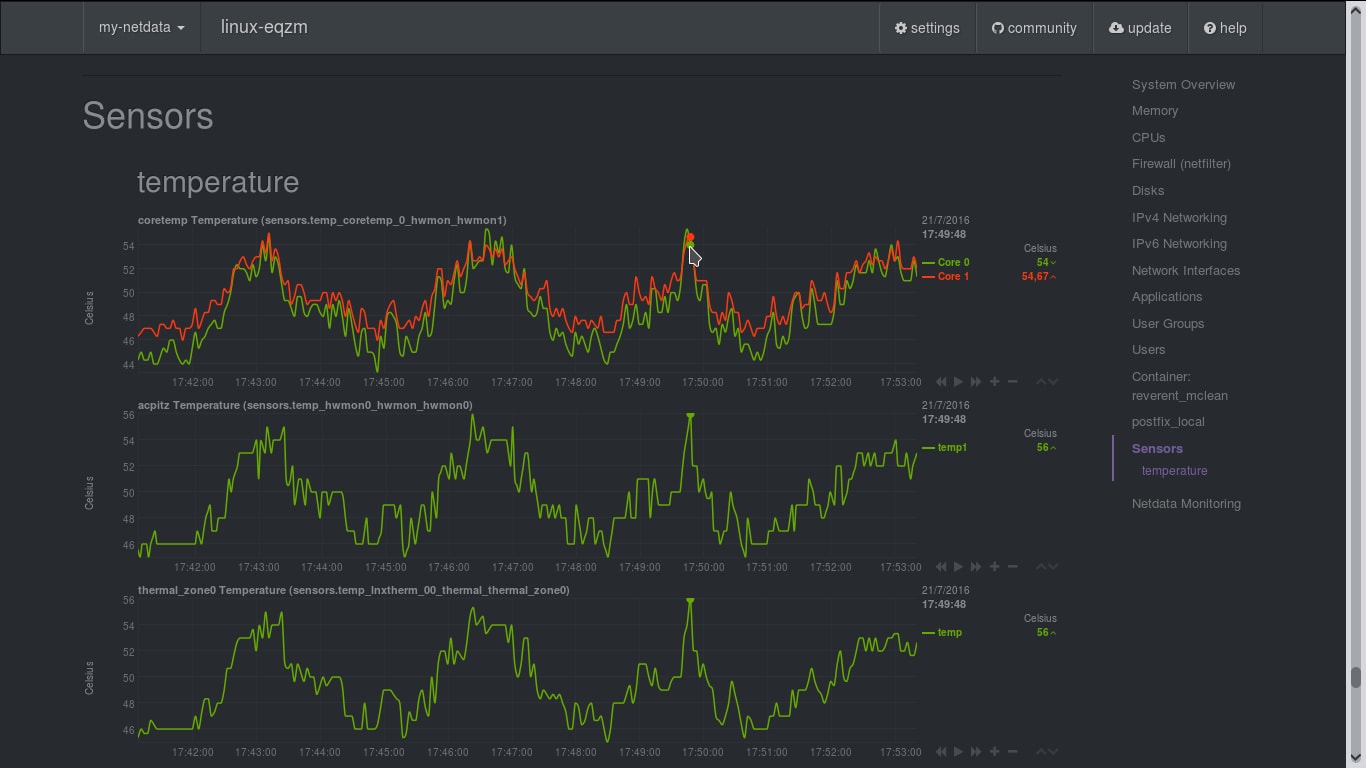 my-netdata linux-eqzm settings community update help
Sensors
temperature
coretemp Temperature (sensors.temp_coretemp_0_hwmon_hwmon1)
21/7/2016
17:49:48
Celsius
Core 0 54
Core 1 54,67
Celsius
54
52
50
48
46
44
17:42:00 17:43:00 17:44:00 17:45:00 17:46:00 17:47:00 17:48:00 17:49:00 17:50:00 17:51:00 17:52:00 17:53:00
acpitz Temperature (sensors.temp_hwmon0_hwmon_hwmon0)
21/7/2016
17:49:48
Celsius
temp1 56
Celsius
56
54
52
50
48
46
17:42:00 17:43:00 17:44:00 17:45:00 17:46:00 17:47:00 17:48:00 17:49:00 17:50:00 17:51:00 17:52:00 17:53:00
thermal_zone0 Temperature (sensors.temp_lnxtherm_00_thermal_thermal_zone0)
21/7/2016
17:49:48
Celsius
temp 56
Celsius
56
54
52
50
48
46
17:42:00 17:43:00 17:44:00 17:45:00 17:46:00 17:47:00 17:48:00 17:49:00 17:50:00 17:51:00 17:52:00 17:53:00
System Overview
Memory
CPUs
Firewall (netfilter)
Disks
IPv4 Networking
IPv6 Networking
Network Interfaces
Applications
User Groups
Users
Container:
reverent_mclean
postfix_local
Sensors
temperature
Netdata Monitoring